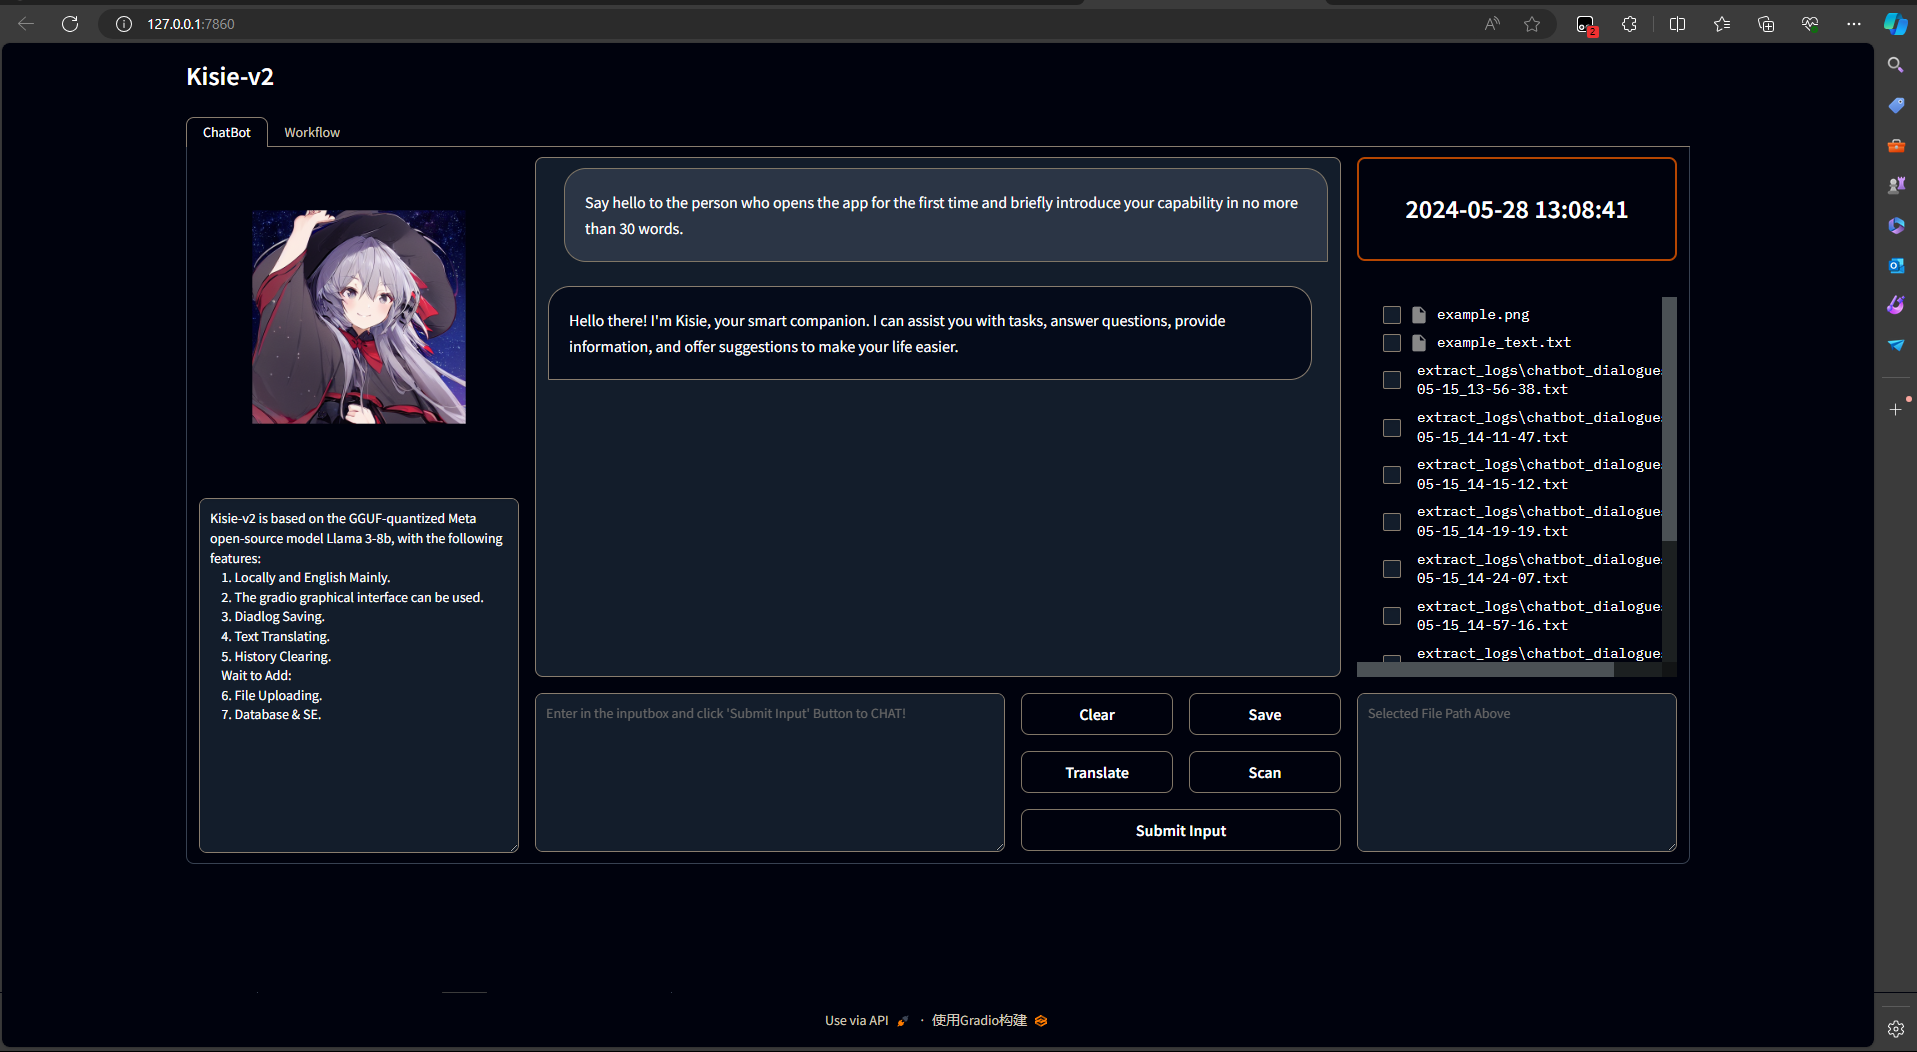 127.0.0.1:7860
2
Kisie-v2
ChatBot
Workflow
Kisie-v2 is based on the GGUF-quantized Meta
open-source model Llama 3-8b, with the following
features:
1. Locally and English Mainly.
2. The gradio graphical interface can be used.
3. Diadlog Saving.
4. Text Translating.
5. History Clearing.
Wait to Add:
6. File Uploading.
7. Database & SE.
Say hello to the person who opens the app for the first time and briefly introduce your capability in no more
than 30 words.
Hello there! I'm Kisie, your smart companion. I can assist you with tasks, answer questions, provide
information, and offer suggestions to make your life easier.
Enter in the inputbox and click 'Submit Input' Button to CHAT!
Clear
Save
Translate
Scan
Submit Input
2024-05-28 13:08:41
example.png
example_text.txt
extract_logs\chatbot_dialogue
05-15_13-56-38.txt
extract_logs\chatbot_dialogue
05-15_14-11-47.txt
extract_logs\chatbot_dialogue
05-15_14-15-12.txt
extract_logs\chatbot_dialogue
05-15_14-19-19.txt
extract_logs\chatbot_dialogue
05-15_14-24-07.txt
extract_logs\chatbot_dialogue
05-15_14-57-16.txt
extract_logs\chatbot_dialogue
Selected File Path Above
Use via API · 使用Gradio构建